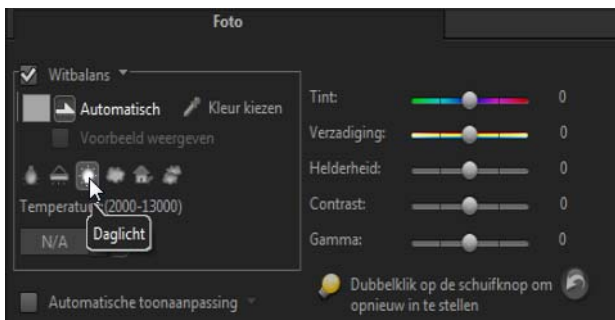 Foto
Witbalans
Automatisch
Kleur kiezen
Voorbeeld weergeven
Temperatuur (2000-13000)
Daglicht
N/A
Automatische toonaanpassing
Tint: 0
Verzadiging: 0
Helderheid: 0
Contrast: 0
Gamma: 0
Dubbelklik op de schuifknop om
opnieuw in te stellen